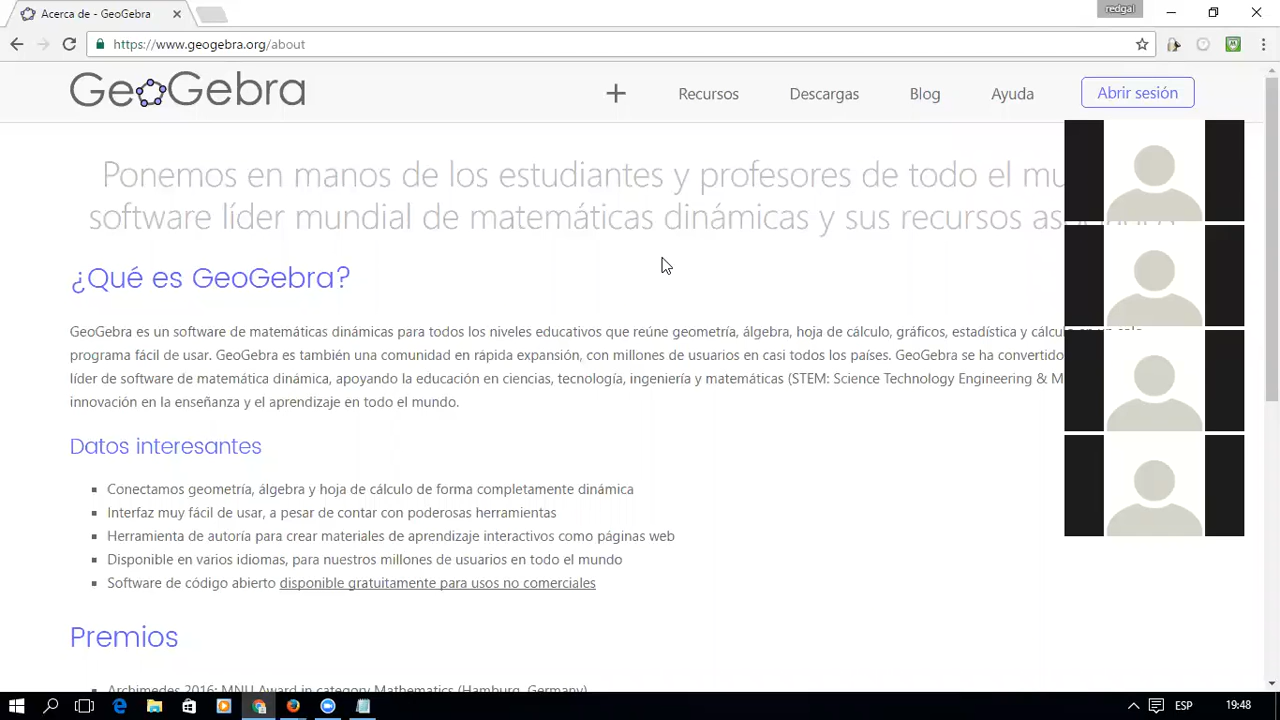 Acerca de - GeoGebra
redgal
https://www.geogebra.org/about
GeoGebra
Recursos
Descargas
Blog
Ayuda
Abrir sesión
Ponemos en manos de los estudiantes y profesores de todo el
software líder mundial de matemáticas dinámicas y sus recursos
¿Qué es GeoGebra?
GeoGebra es un software de matemáticas dinámicas para todos los niveles educativos que reúne geometría, álgebra, hoja de cálculo, gráficos, estadística y
programa fácil de usar. GeoGebra es también una comunidad en rápida expansión, con millones de usuarios en casi todos los países. GeoGebra se ha convertido
líder de software de matemática dinámica, apoyando la educación en ciencias, tecnología, ingeniería y matemáticas (STEM: Science Technology Engineering &
innovación en la enseñanza y el aprendizaje en todo el mundo.
Datos interesantes
Conectamos geometría, álgebra y hoja de cálculo de forma completamente dinámica
Interfaz muy fácil de usar, a pesar de contar con poderosas herramientas
Herramienta de autoría para crear materiales de aprendizaje interactivos como páginas web
Disponible en varios idiomas, para nuestros millones de usuarios en todo el mundo
Software de código abierto disponible gratuitamente para usos no comerciales
Premios
Archimedes 2016: MNU Award in category Mathematics (Hamburg, Germany)
ESP
19:48